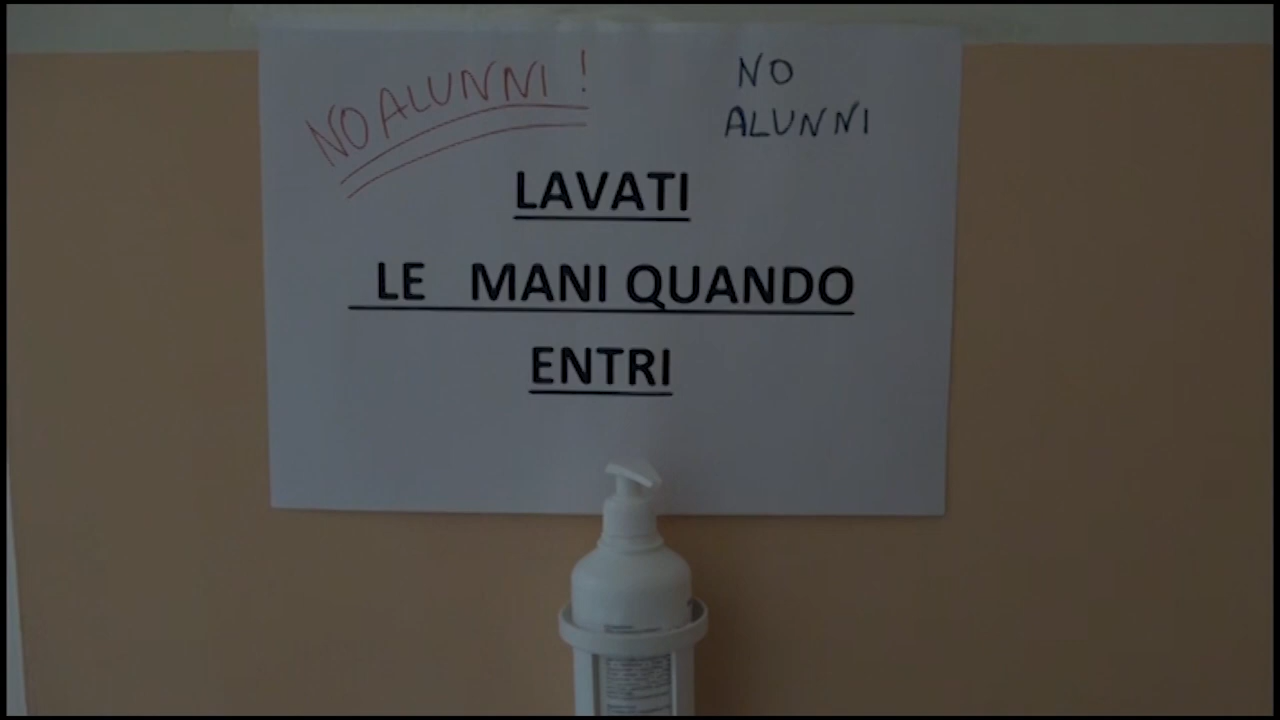 NO ALUNNI !
NO
ALUNNI
LAVATI
LE MANI QUANDO
ENTRI